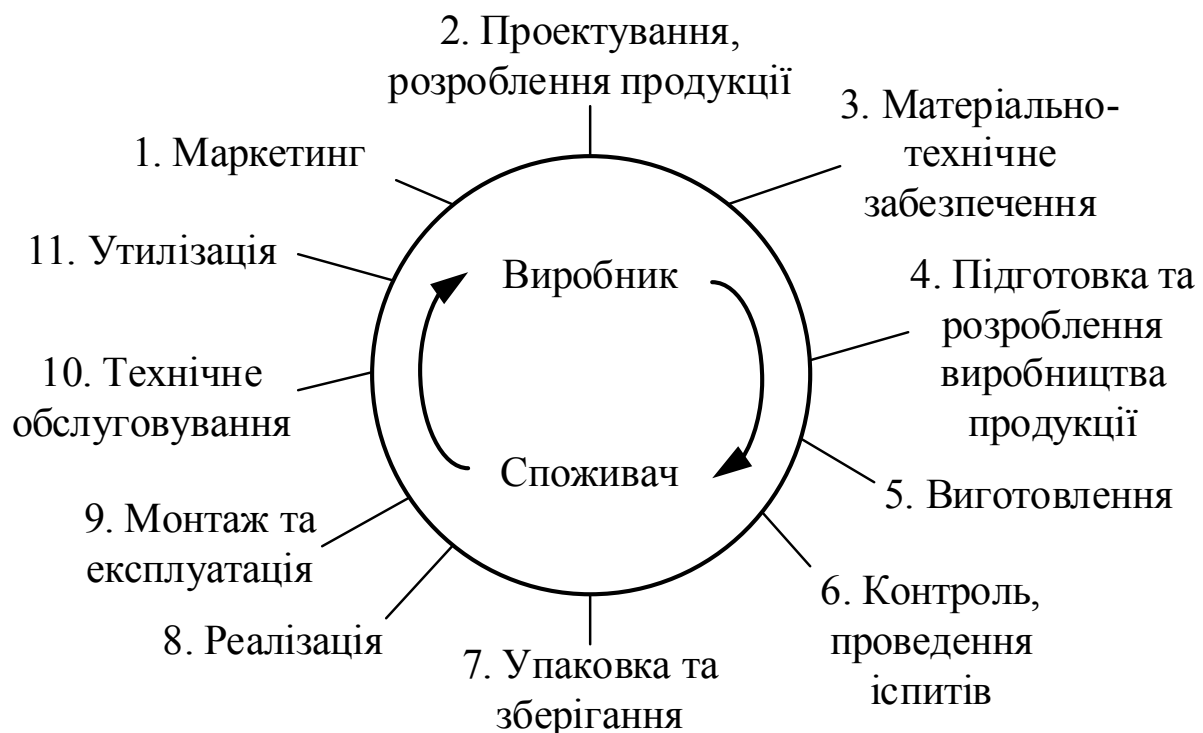 2. Проектування,
розроблення продукції
1. Маркетинг
3. Матеріально-
технічне
забезпечення
11. Утилізація
Виробник
4. Підготовка та
розроблення
виробництва
продукції
10. Технічне
обслуговування
Споживач
5. Виготовлення
9. Монтаж та
експлуатація
6. Контроль,
проведення
іспитів
8. Реалізація
7. Упаковка та
зберігання